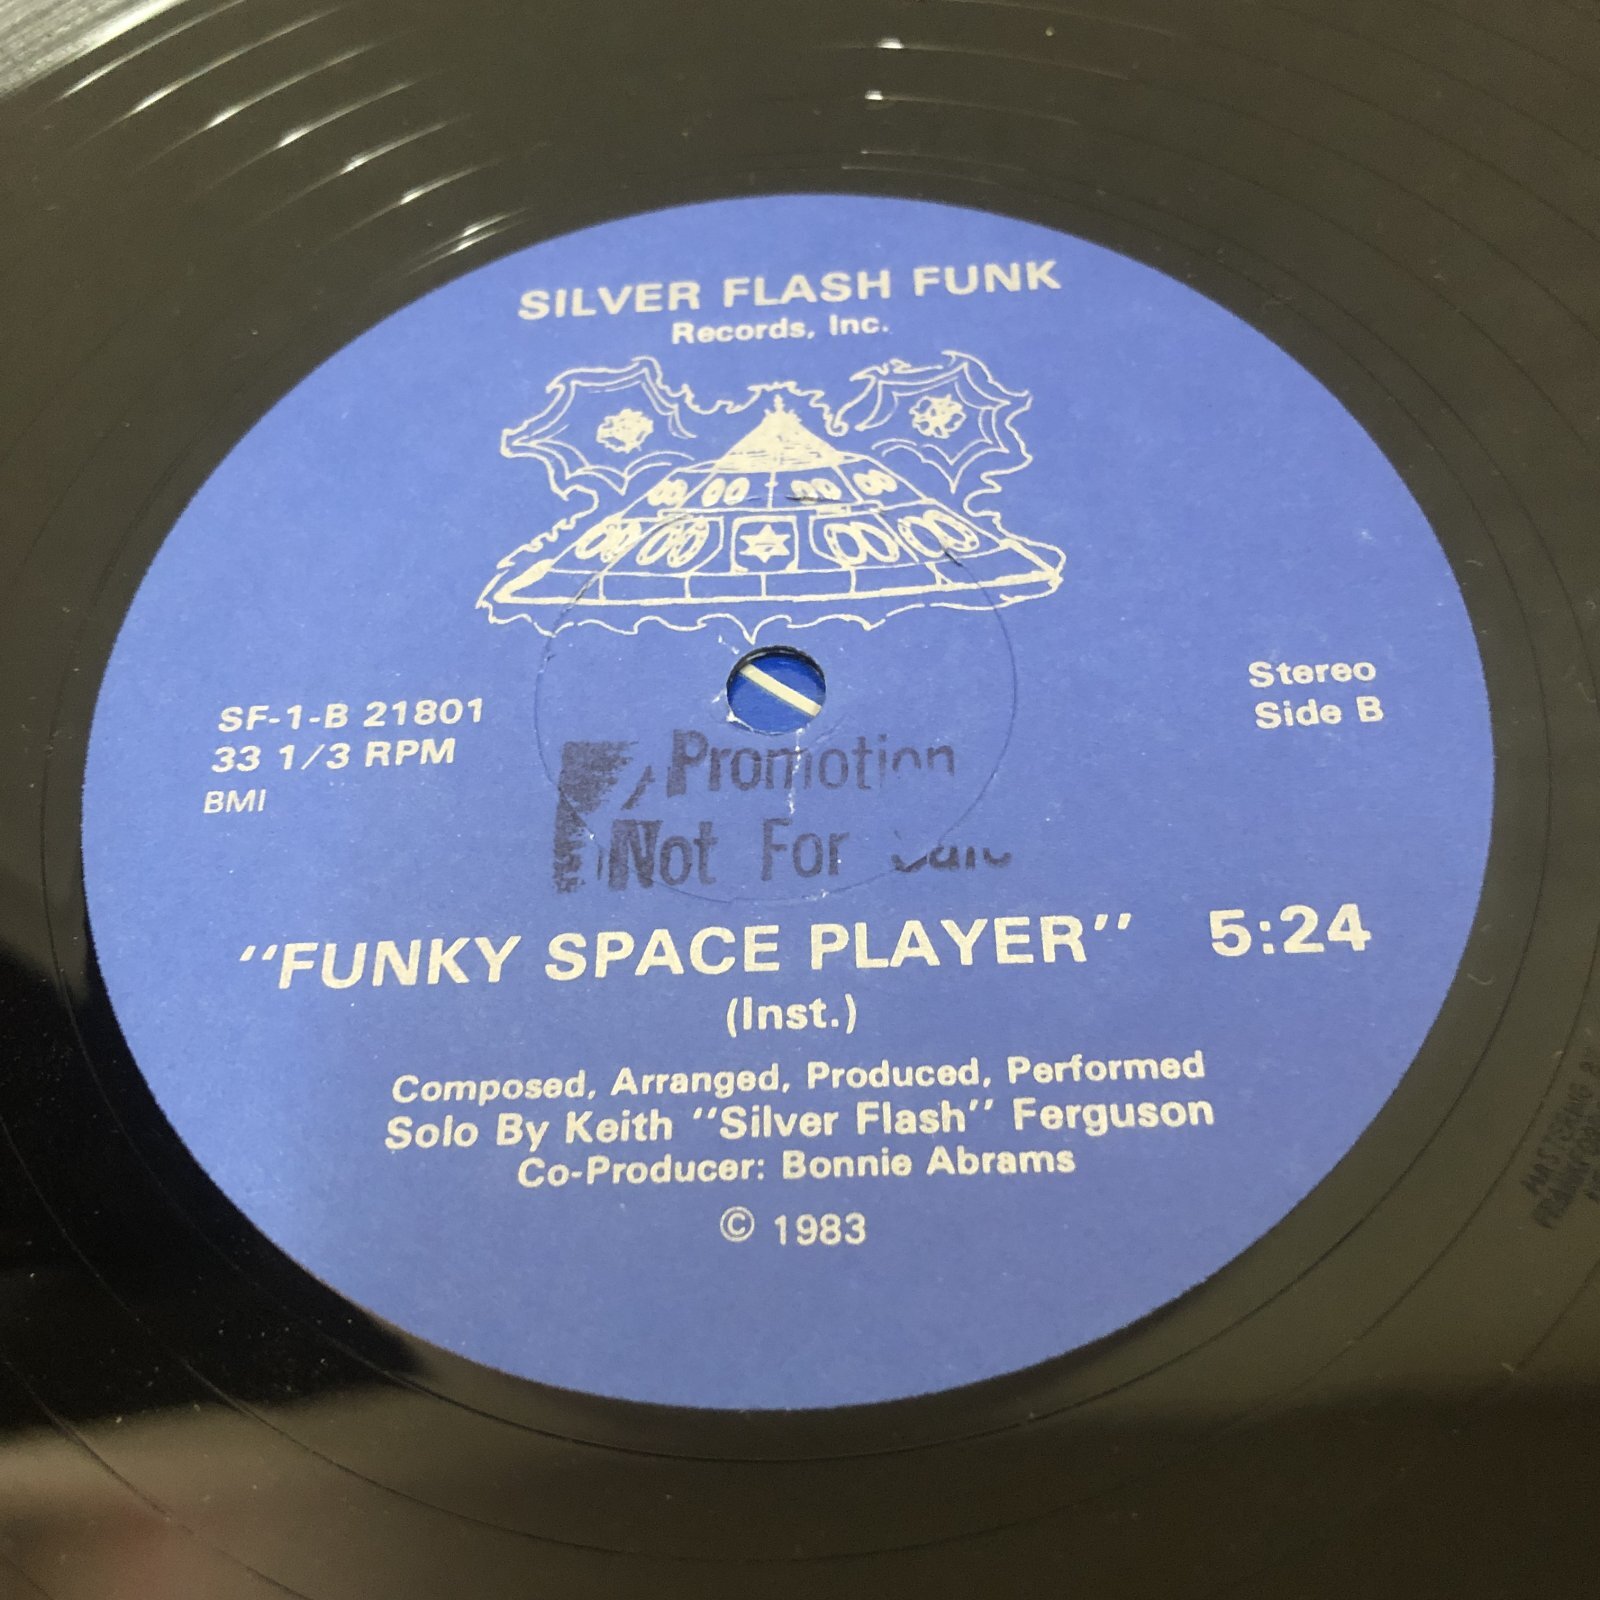 SILVER FLASH FUNK
Records, Inc.
SF-1-B 21801
33 1/3 RPM
BMI
Stereo
Side B
Promotion
Not For Sale
"FUNKY SPACE PLAYER" 5:24
(Inst.)
Composed, Arranged, Produced, Performed
Solo By Keith "Silver Flash" Ferguson
Co-Producer: Bonnie Abrams
© 1983